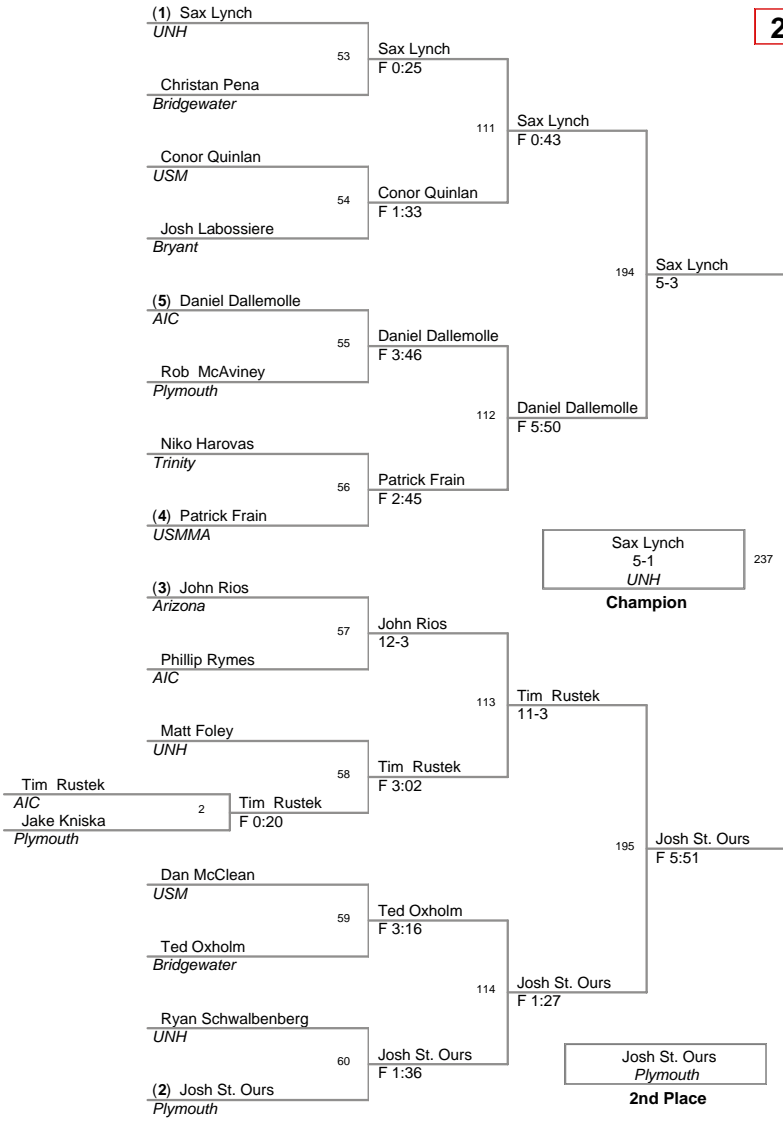 (1) Sax Lynch
UNH
53
Sax Lynch
F 0:25
Christan Pena
Bridgewater
111
Sax Lynch
F 0:43
Conor Quinlan
USM
54
Conor Quinlan
F 1:33
Josh Labossiere
Bryant
194
Sax Lynch
5-3
(5) Daniel Dallemolle
AIC
55
Daniel Dallemolle
F 3:46
Rob McAviney
Plymouth
112
Daniel Dallemolle
F 5:50
Niko Harovas
Trinity
56
Patrick Frain
F 2:45
(4) Patrick Frain
USMMA
Sax Lynch
5-1
UNH
237
Champion
(3) John Rios
Arizona
57
John Rios
12-3
Phillip Rymes
AIC
113
Tim Rustek
11-3
Matt Foley
UNH
58
Tim Rustek
F 3:02
Tim Rustek
AIC
2
Tim Rustek
F 0:20
Jake Kniska
Plymouth
195
Josh St. Ours
F 5:51
Dan McClean
USM
59
Ted Oxholm
F 3:16
Ted Oxholm
Bridgewater
114
Josh St. Ours
F 1:27
Ryan Schwalbenberg
UNH
60
Josh St. Ours
F 1:36
(2) Josh St. Ours
Plymouth
Josh St. Ours
Plymouth
2nd Place
2